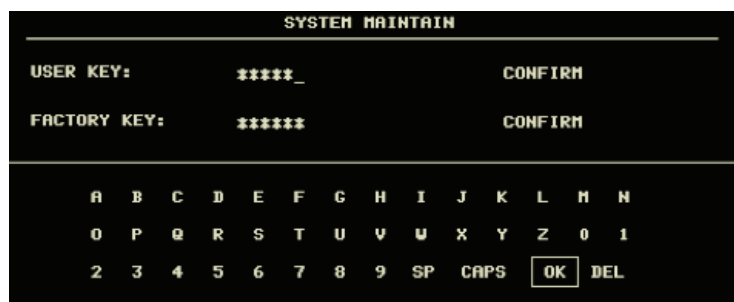 SYSTEM MAINTAIN
USER KEY: *****_ CONFIRM
FACTORY KEY: ****** CONFIRM
A B C D E F G H I J K L M N
O P Q R S T U V W X Y Z 0 1
2 3 4 5 6 7 8 9 SP CAPS OK DEL